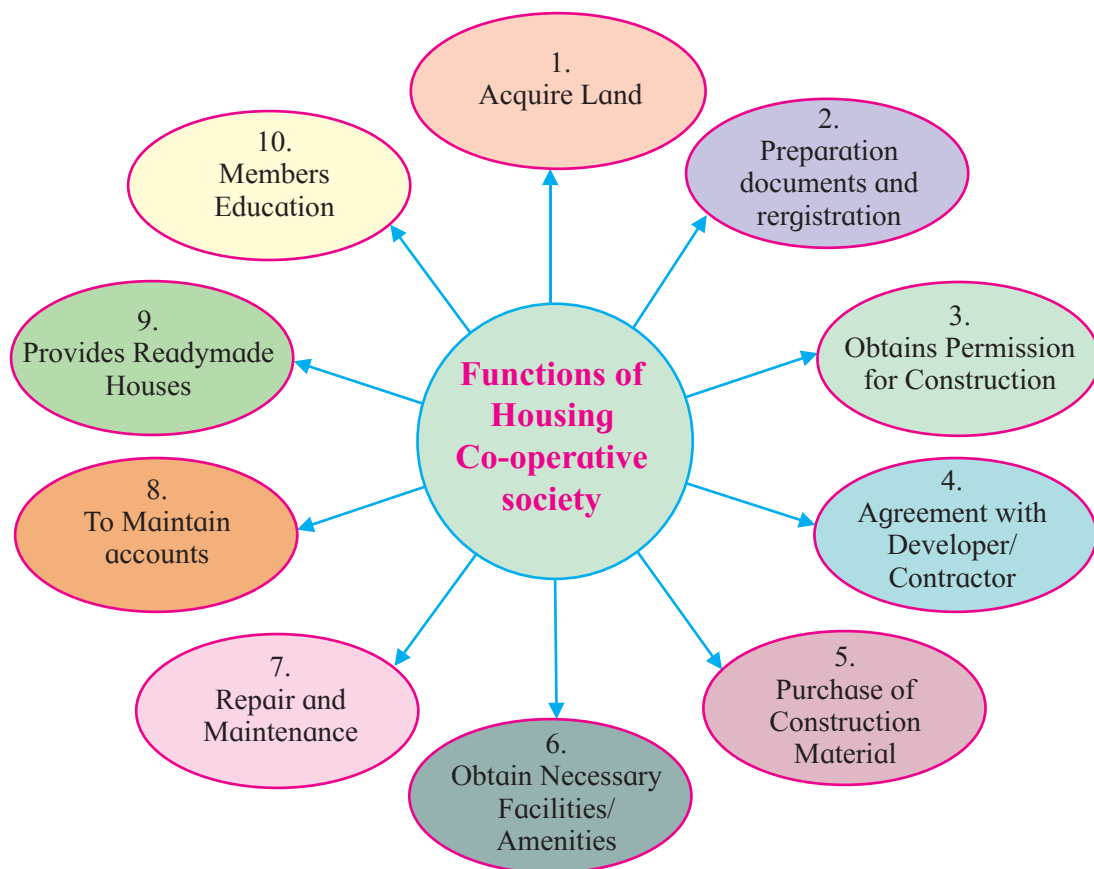 Functions of
Housing
Co-operative
society
1.
Acquire Land
2.
Preparation
documents and
rergistration
3.
Obtains Permission
for Construction
4.
Agreement with
Developer/
Contractor
5.
Purchase of
Construction
Material
6.
Obtain Necessary
Facilities/
Amenities
7.
Repair and
Maintenance
8.
To Maintain
accounts
9.
Provides Readymade
Houses
10.
Members
Education